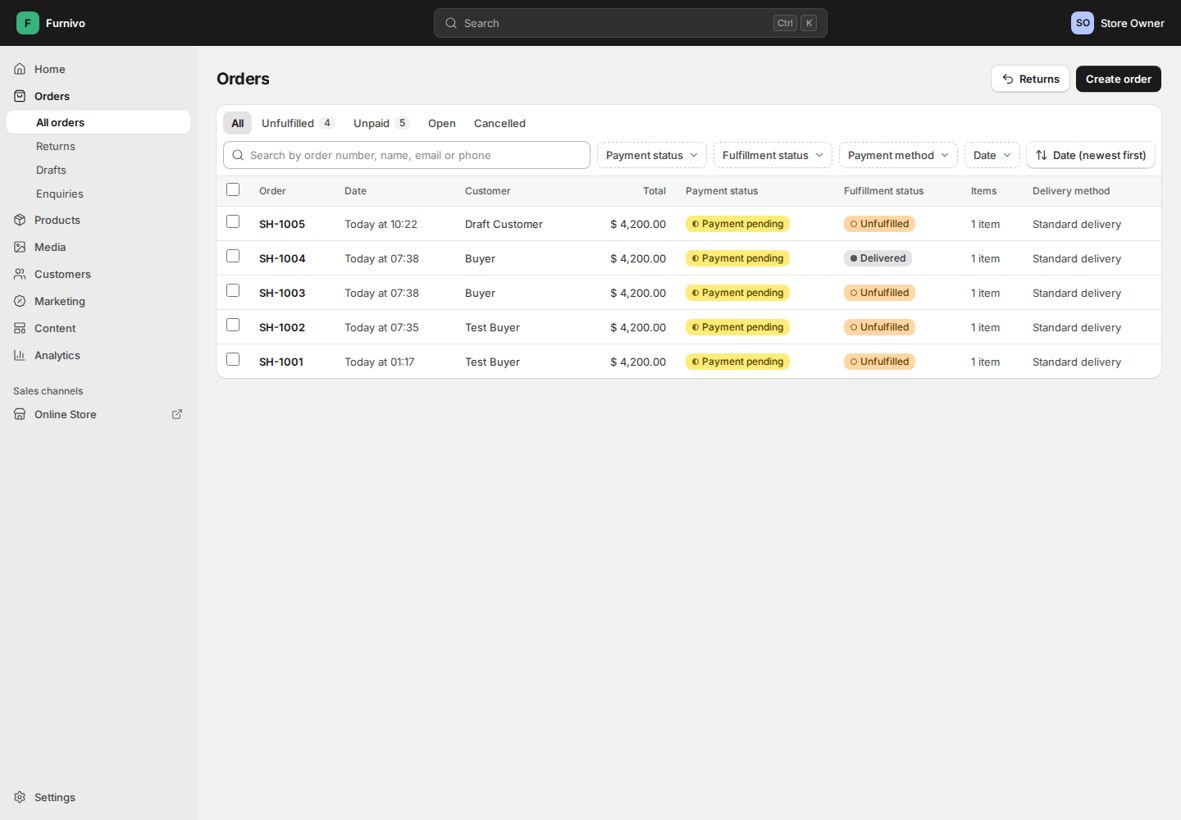 F Furnivo
Search Ctrl K
SO Store Owner
Home
Orders
All orders
Returns
Drafts
Enquiries
Products
Media
Customers
Marketing
Content
Analytics
Sales channels
Online Store
Settings
Orders
Returns Create order
All Unfulfilled 4 Unpaid 5 Open Cancelled
Search by order number, name, email or phone Payment status Fulfillment status Payment method Date Date (newest first)
Order Date Customer Total Payment status Fulfillment status Items Delivery method
SH-1005 Today at 10:22 Draft Customer $ 4,200.00 Payment pending Unfulfilled 1 item Standard delivery
SH-1004 Today at 07:38 Buyer $ 4,200.00 Payment pending Delivered 1 item Standard delivery
SH-1003 Today at 07:38 Buyer $ 4,200.00 Payment pending Unfulfilled 1 item Standard delivery
SH-1002 Today at 07:35 Test Buyer $ 4,200.00 Payment pending Unfulfilled 1 item Standard delivery
SH-1001 Today at 01:17 Test Buyer $ 4,200.00 Payment pending Unfulfilled 1 item Standard delivery